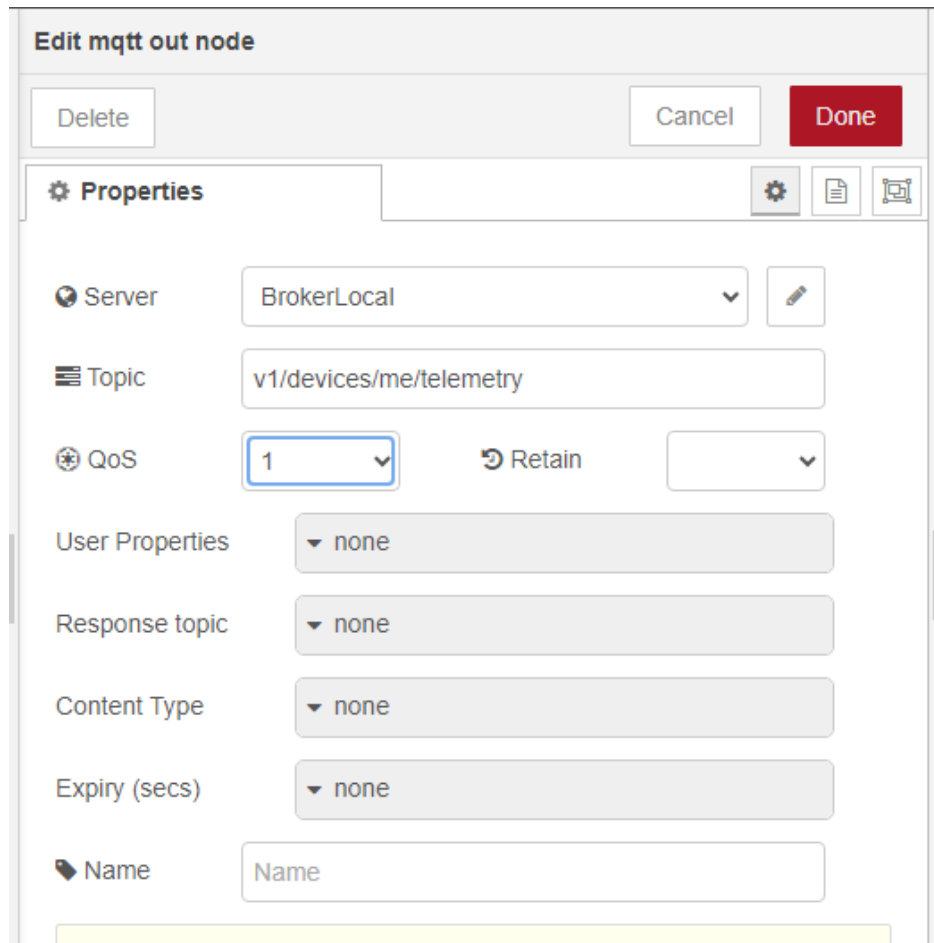 Edit mqtt out node
Delete
Cancel
Done
Properties
Server
BrokerLocal
Topic
v1/devices/me/telemetry
QoS
1
Retain
User Properties
none
Response topic
none
Content Type
none
Expiry (secs)
none
Name
Name